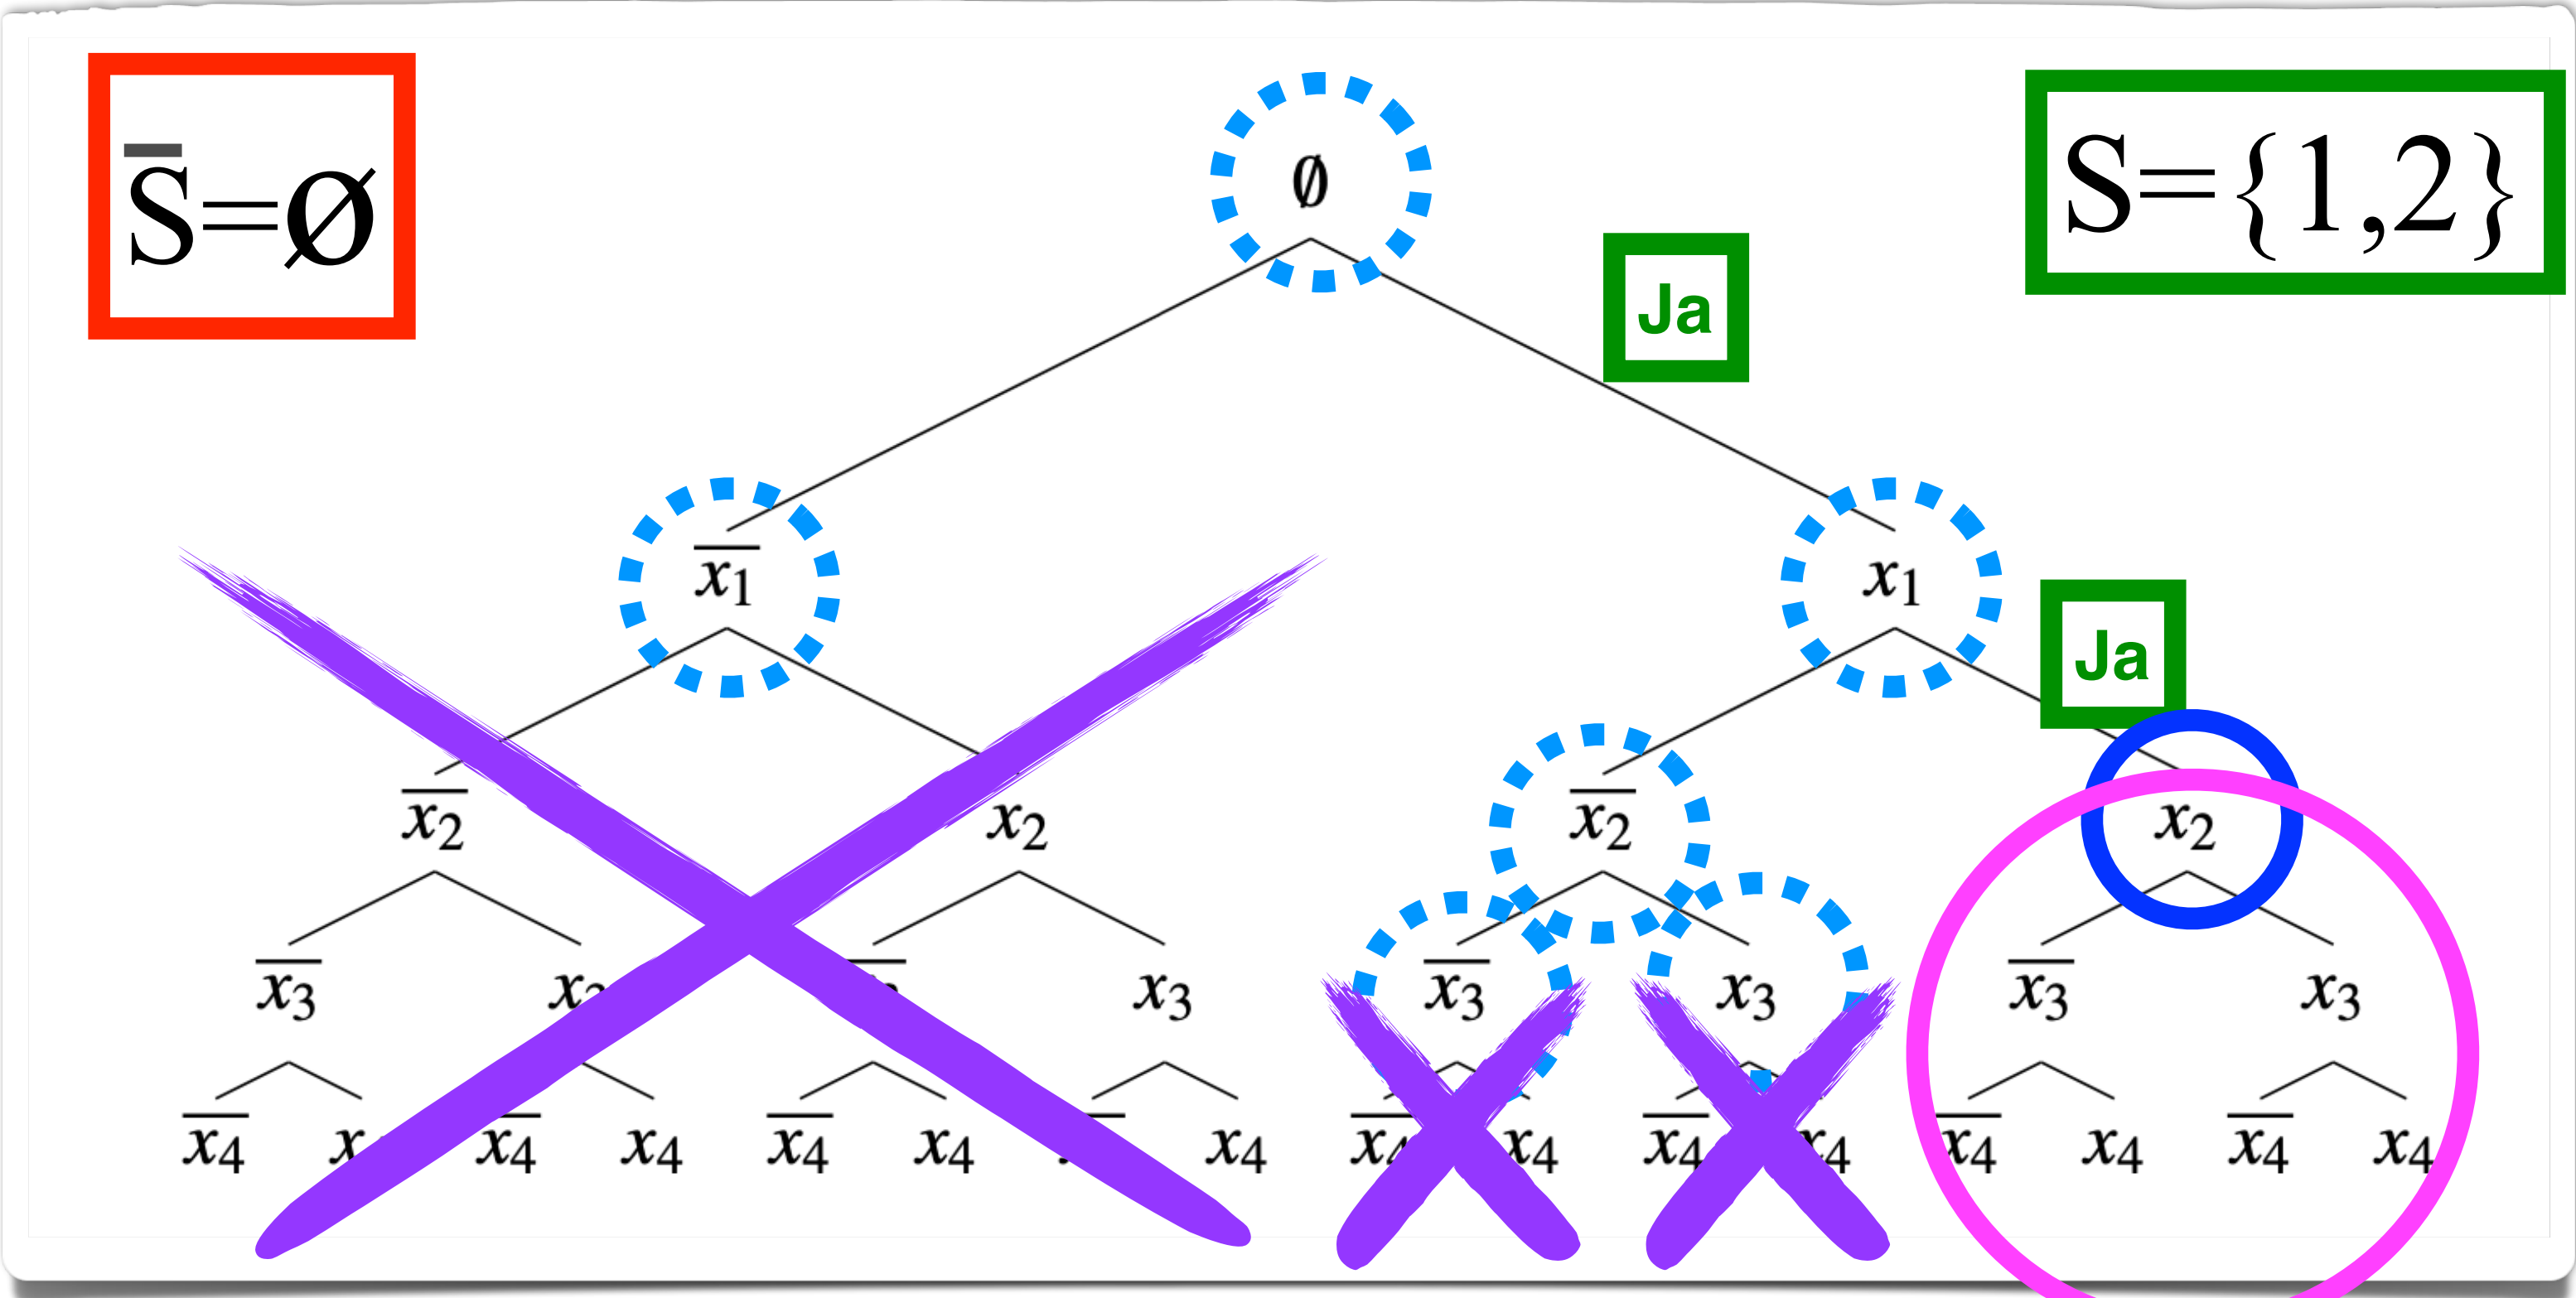 S̅=Ø
∅
S={1,2}
Ja
x̅₁ x₁
Ja
x̅₂ x₂ x̅₂ x₂
x̅₃ x₃ x̅₃ x₃ x̅₃ x₃
x̅₄ x̅₄ x₄ x̅₄ x₄ x₄ x̅₄ x₄ x̅₄ x₄ x̅₄ x₄ x̅₄ x₄